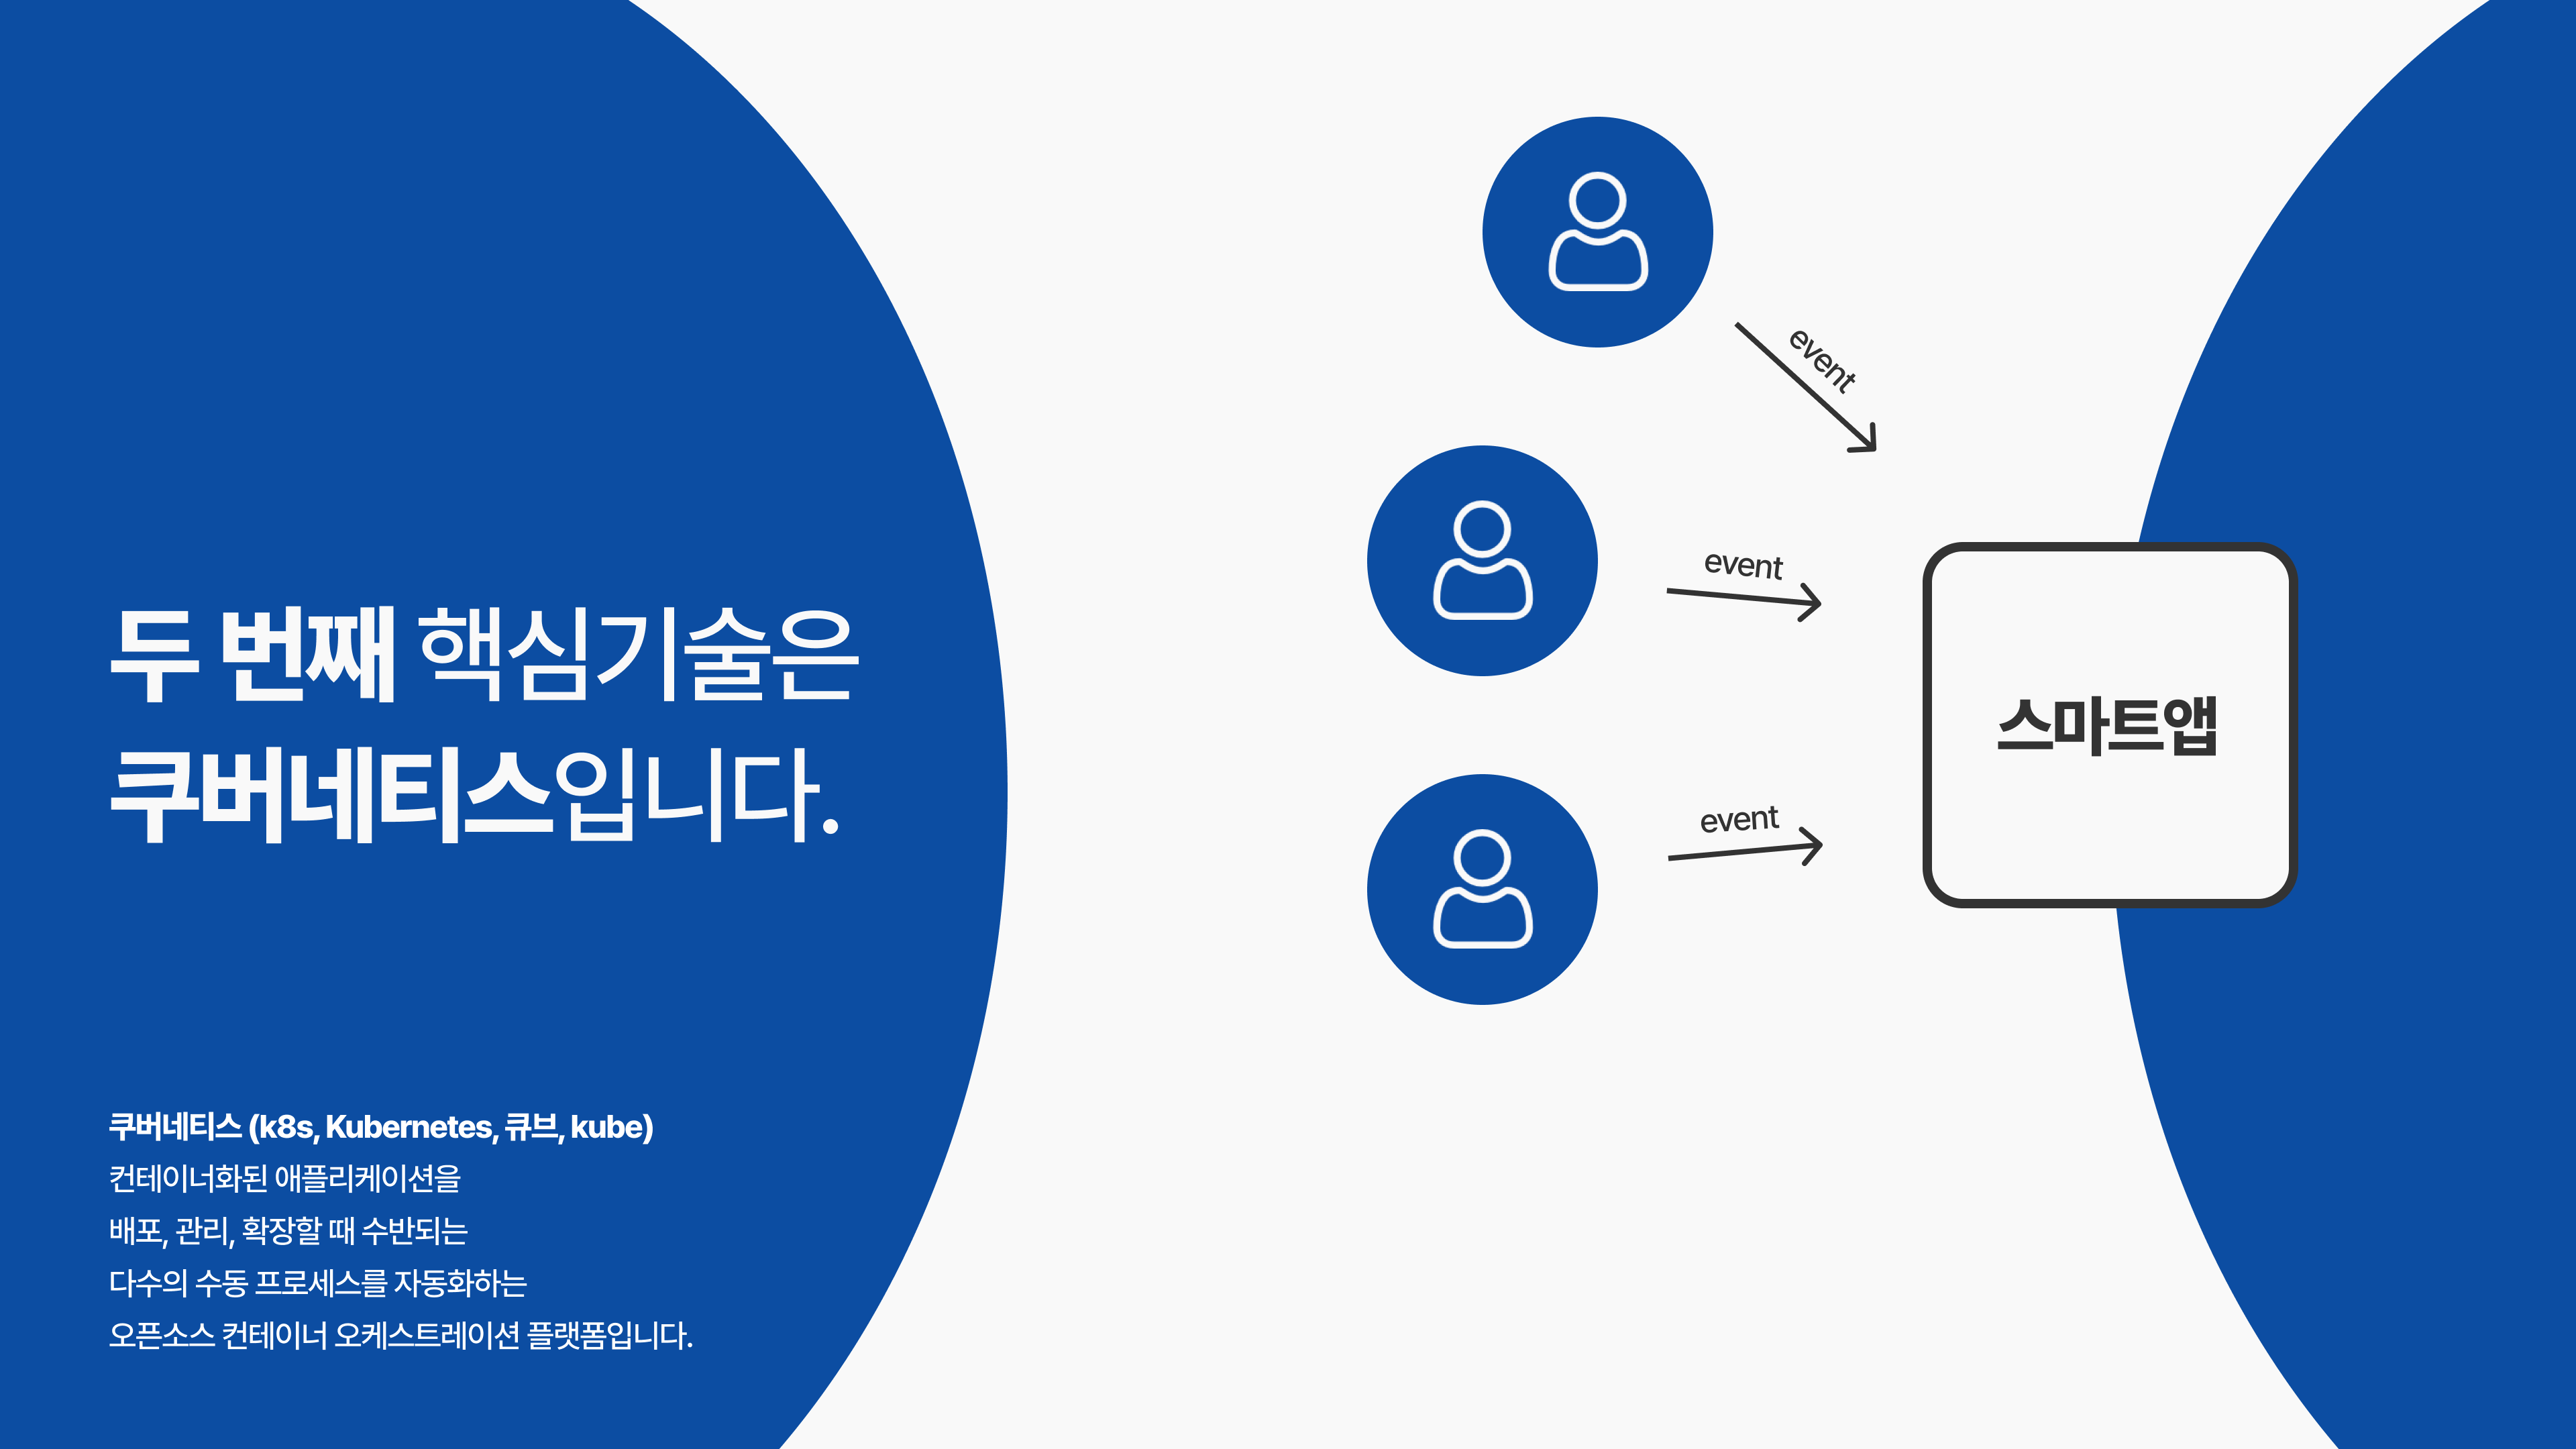 두 번째 핵심기술은
쿠버네티스입니다.
쿠버네티스 (k8s, Kubernetes, 큐브, kube)
컨테이너화된 애플리케이션을
배포, 관리, 확장할 때 수반되는
다수의 수동 프로세스를 자동화하는
오픈소스 컨테이너 오케스트레이션 플랫폼입니다.
event
event
event
스마트앱